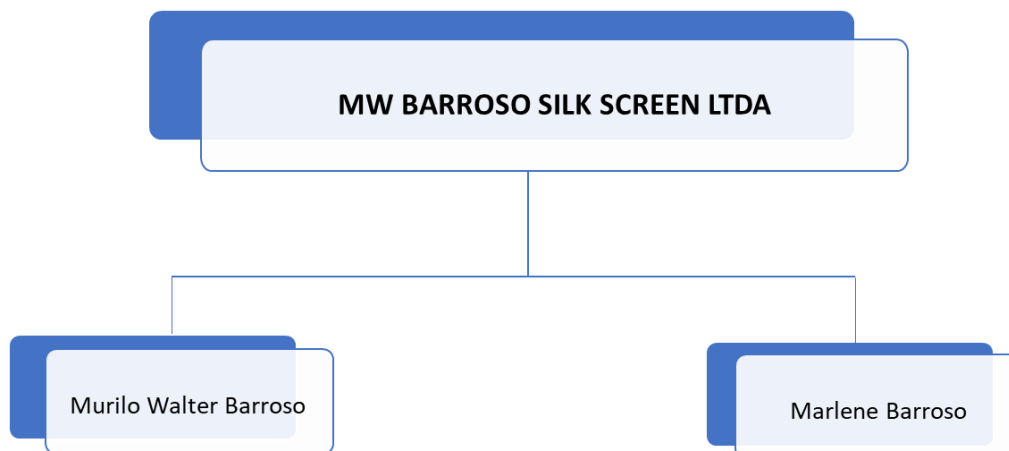 MW BARROSO SILK SCREEN LTDA
Murilo Walter Barroso
Marlene Barroso